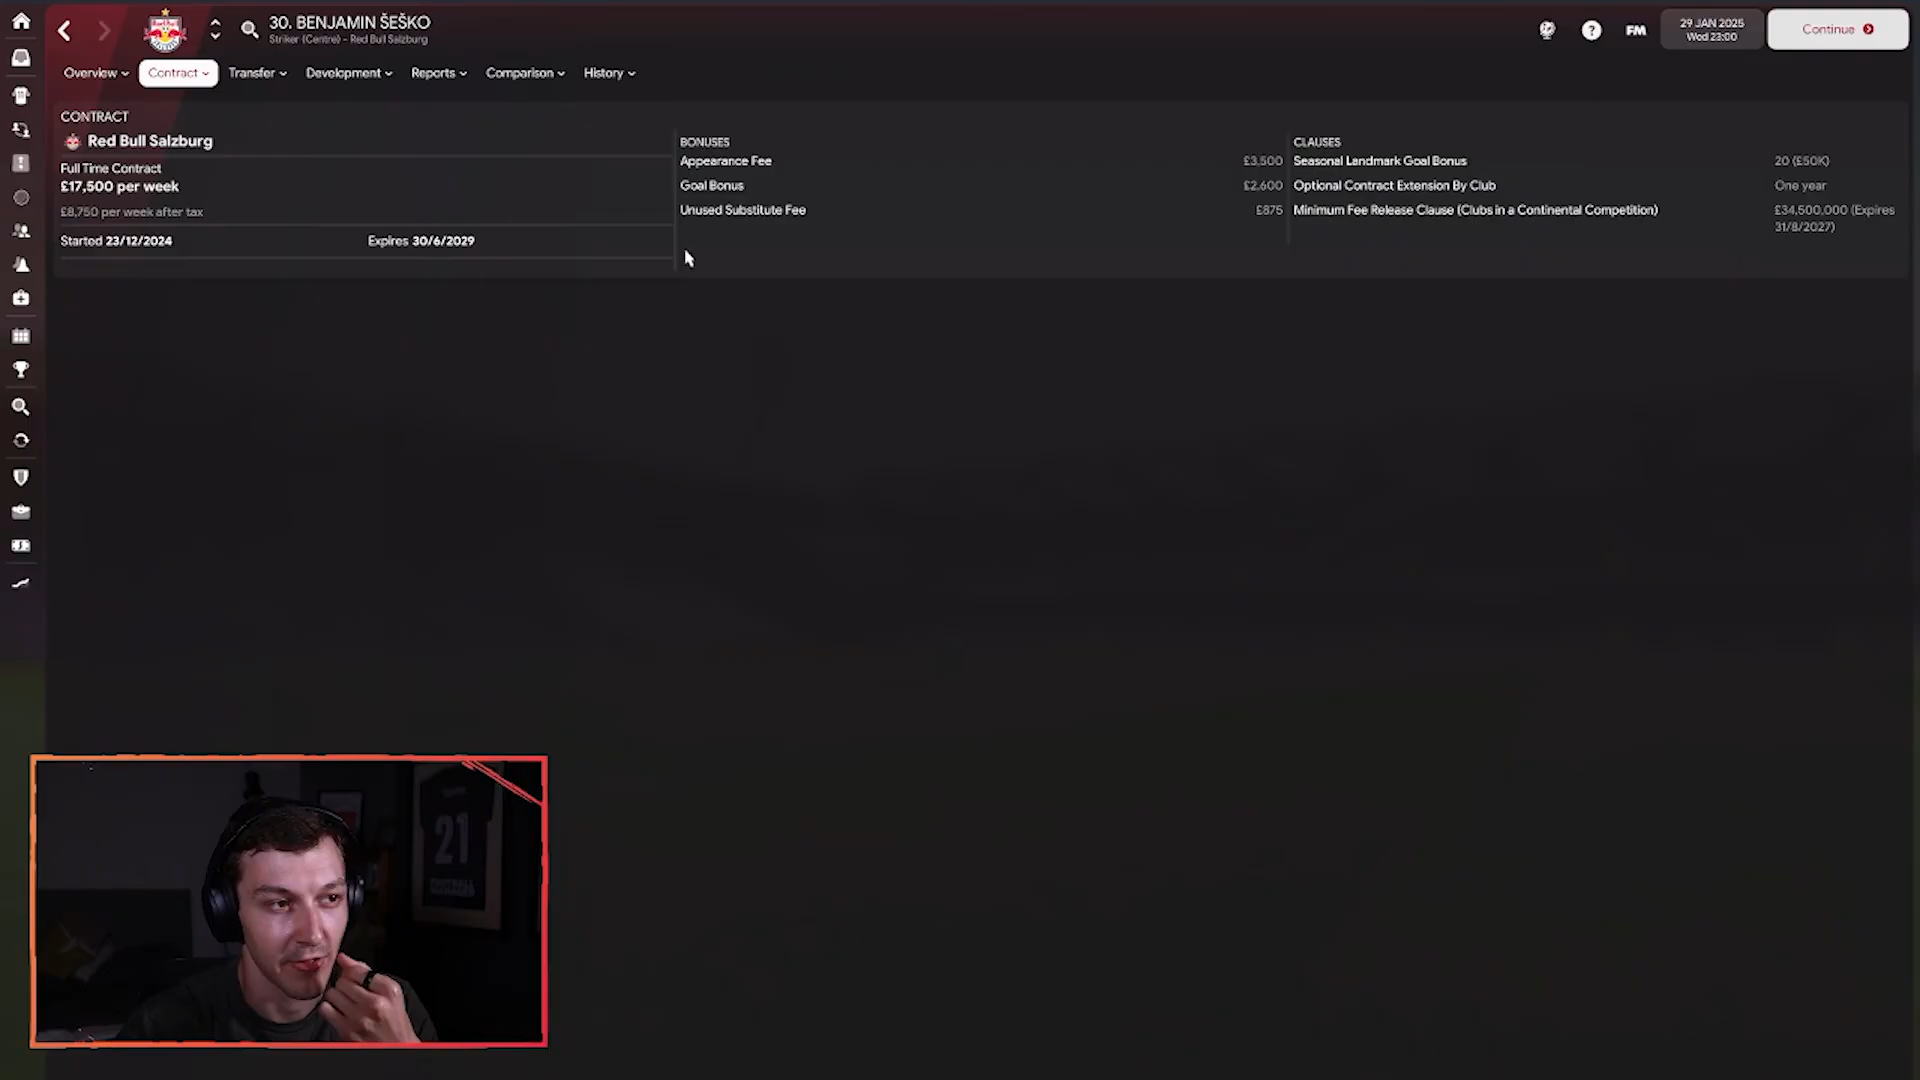 30. BENJAMIN ŠEŠKO
Striker (Centre) - Red Bull Salzburg
FM
29 JAN 2025
Wed 23:00
Continue
Overview
Contract
Transfer
Development
Reports
Comparison
History
CONTRACT
Red Bull Salzburg
Full Time Contract
£17,500 per week
£8,750 per week after tax
Started 23/12/2024
Expires 30/6/2029
BONUSES
Appearance Fee £3,500
Goal Bonus £2,600
Unused Substitute Fee £875
CLAUSES
Seasonal Landmark Goal Bonus 20 (£50K)
Optional Contract Extension By Club One year
Minimum Fee Release Clause (Clubs in a Continental Competition) £34,500,000 (Expires
31/8/2027)
21